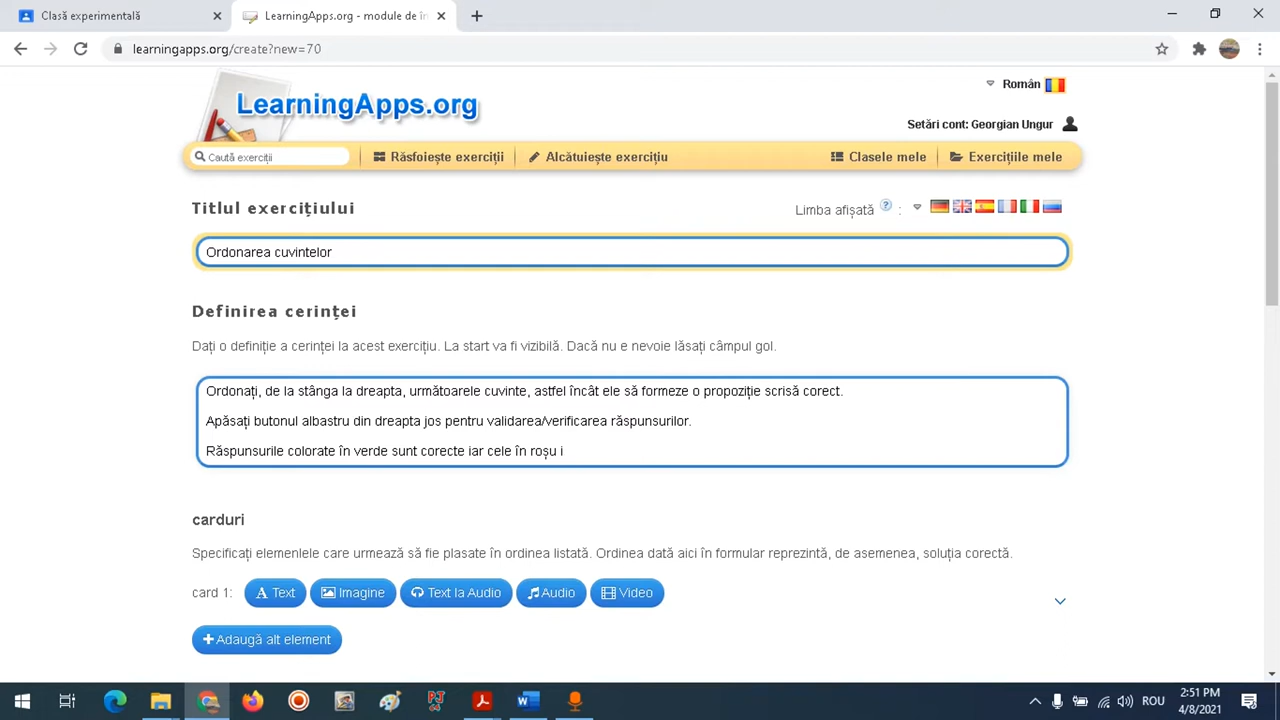 Clasă experimentală
LearningApps.org - module de în
learningapps.org/create?new=70
LearningApps.org
Român
Setări cont: Georgian Ungur
Caută exerciții
Răsfoiește exerciții
Alcătuiește exercițiu
Clasele mele
Exercițiile mele
Titlul exercițiului
Limba afișată ? :
Ordonarea cuvintelor
Definirea cerinței
Dați o definiție a cerinței la acest exercițiu. La start va fi vizibilă. Dacă nu e nevoie lăsați câmpul gol.
Ordonați, de la stânga la dreapta, următoarele cuvinte, astfel încât ele să formeze o propoziție scrisă corect.
Apăsați butonul albastru din dreapta jos pentru validarea/verificarea răspunsurilor.
Răspunsurile colorate în verde sunt corecte iar cele în roșu i
carduri
Specificați elemenlele care urmează să fie plasate în ordinea listată. Ordinea dată aici în formular reprezintă, de asemenea, soluția corectă.
card 1: A Text Imagine Text la Audio Audio Video
+ Adaugă alt element
ROU
2:51 PM
4/8/2021